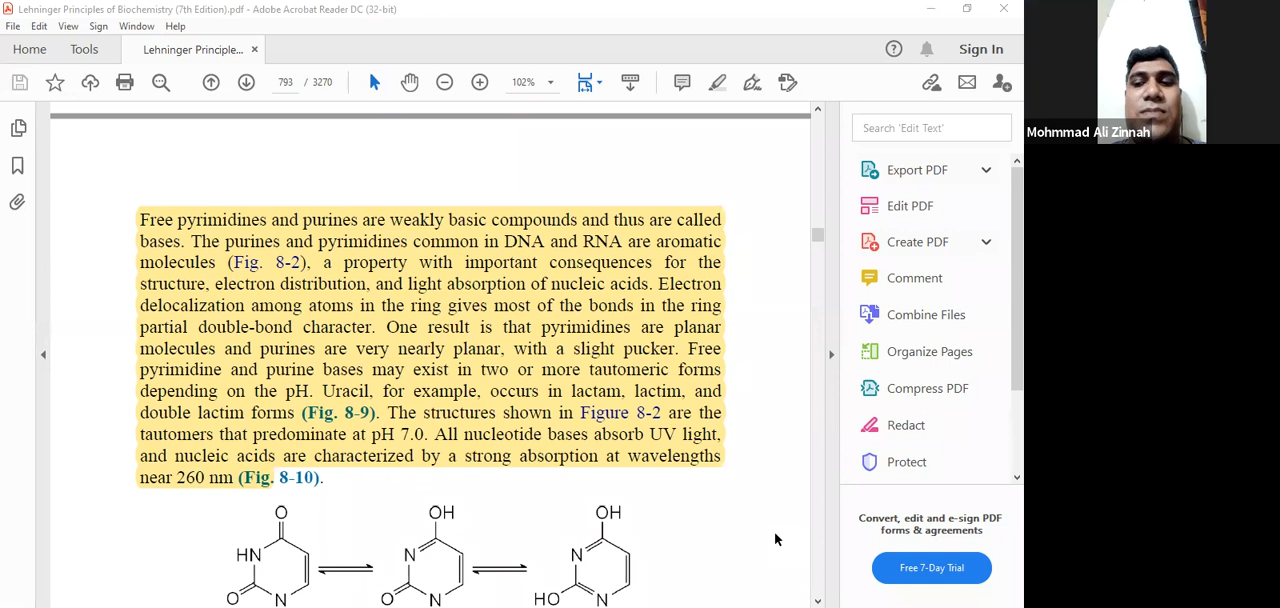 Lehninger Principles of Biochemistry (7th Edition).pdf - Adobe Acrobat Reader DC (32-bit)
File Edit View Sign Window Help
Home Tools Lehninger Principle... × Sign In
793 / 3270 102%
Mohmmad Ali Zinnah
Free pyrimidines and purines are weakly basic compounds and thus are called
bases. The purines and pyrimidines common in DNA and RNA are aromatic
molecules (Fig. 8-2), a property with important consequences for the
structure, electron distribution, and light absorption of nucleic acids. Electron
delocalization among atoms in the ring gives most of the bonds in the ring
partial double-bond character. One result is that pyrimidines are planar
molecules and purines are very nearly planar, with a slight pucker. Free
pyrimidine and purine bases may exist in two or more tautomeric forms
depending on the pH. Uracil, for example, occurs in lactam, lactim, and
double lactim forms (Fig. 8-9). The structures shown in Figure 8-2 are the
tautomers that predominate at pH 7.0. All nucleotide bases absorb UV light,
and nucleic acids are characterized by a strong absorption at wavelengths
near 260 nm (Fig. 8-10).
O OH OH
HN N N
O N O N HO N
Search 'Edit Text'
Export PDF
Edit PDF
Create PDF
Comment
Combine Files
Organize Pages
Compress PDF
Redact
Protect
Convert, edit and e-sign PDF
forms & agreements
Free 7-Day Trial